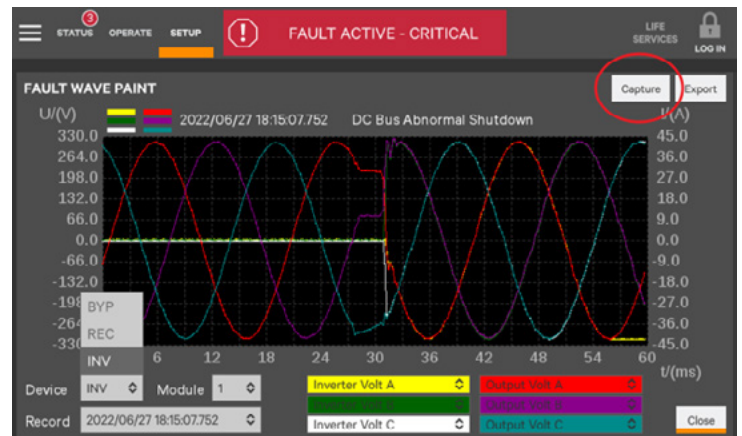 3
STATUS OPERATE SETUP FAULT ACTIVE - CRITICAL LIFE SERVICES LOG IN
FAULT WAVE PAINT Capture Export
U/(V) 2022/06/27 18:15:07.752 DC Bus Abnormal Shutdown U/(A)
330.0 45.0
264.0 36.0
198.0 27.0
132.0 18.0
66.0 9.0
0.0 0.0
-66.0 -9.0
-132.0 -18.0
-198 -27.0
-264 -36.0
-330 -45.0
BYP
REC
INV
6 12 18 24 30 36 42 48 54 60
t/(ms)
Device INV Module 1 Inverter Volt A Output Volt A
Output Volt B
Record 2022/06/27 18:15:07.752 Inverter Volt C Output Volt C Close